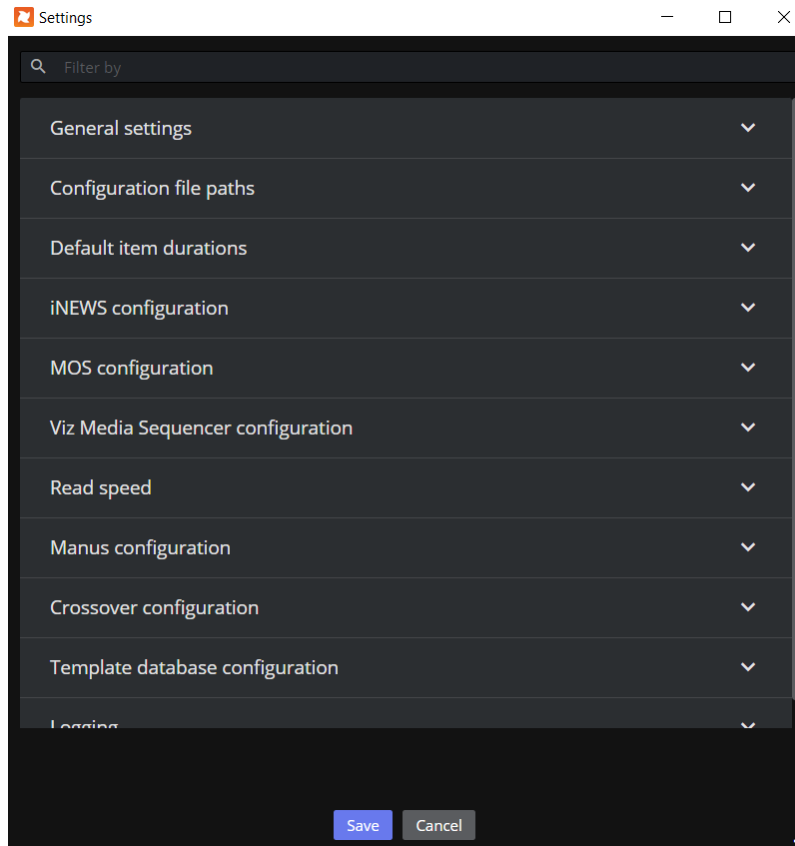 Settings
Filter by
General settings
Configuration file paths
Default item durations
iNEWS configuration
MOS configuration
Viz Media Sequencer configuration
Read speed
Manus configuration
Crossover configuration
Template database configuration
Logging
Save Cancel